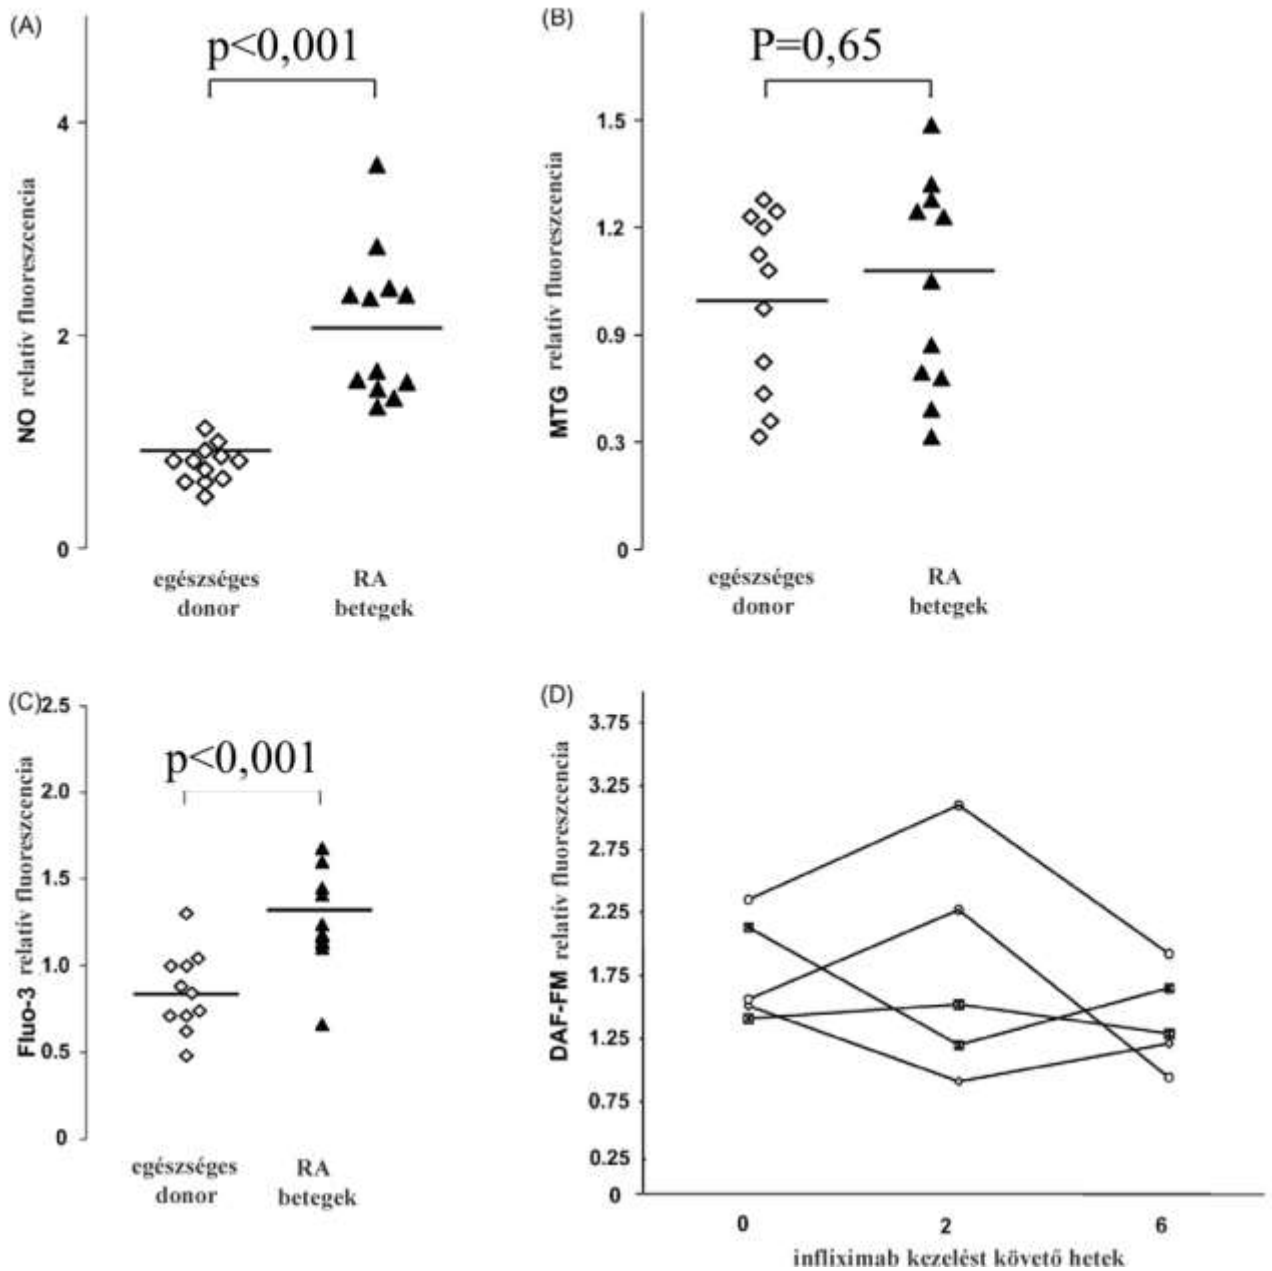 (A)
p<0,001
4
2
0
NO relatív fluoreszcencia
egészséges
donor
RA
betegek
(B)
P=0,65
1.5
1.2
0.9
0.3
0
MTG relatív fluoreszcencia
egészséges
donor
RA
betegek
(C)
2.5
p<0,001
2.0
1.5
1.0
0.5
0
Fluo-3 relatív fluoreszcencia
egészséges
donor
RA
betegek
(D)
3.75
3.25
2.75
2.25
1.75
1.25
0.75
0.25
0
DAF-FM relatív fluoreszcencia
0 2 6
infliximab kezelést követő hetek